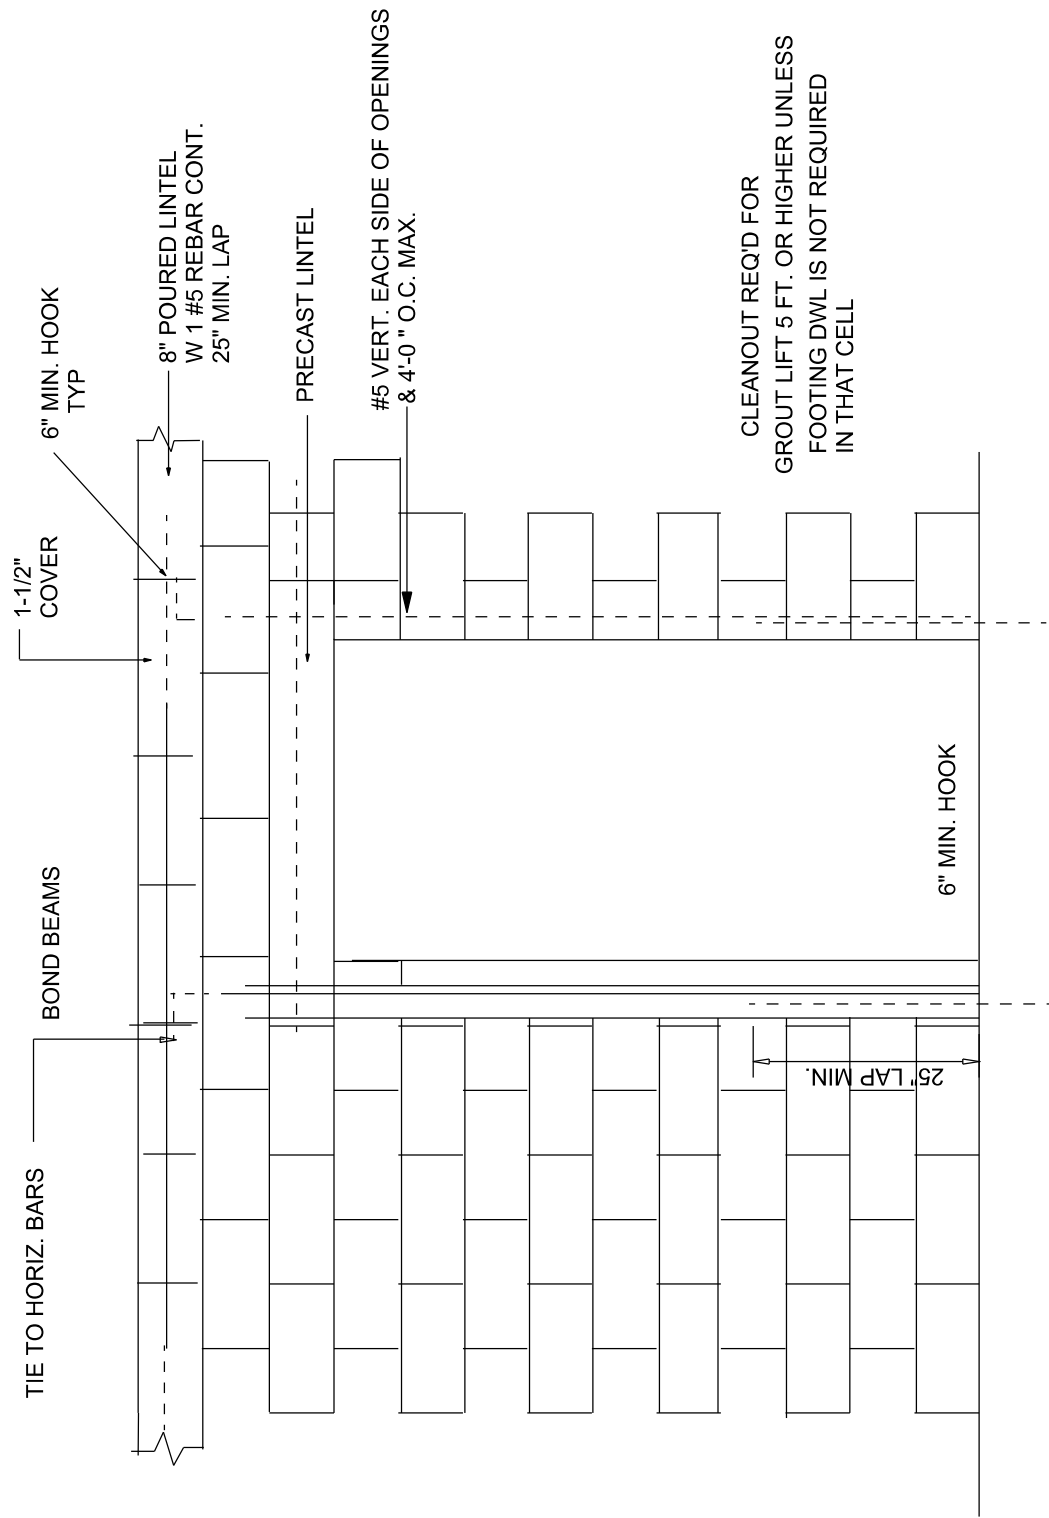 TIE TO HORIZ. BARS
BOND BEAMS
1-1/2"
COVER
6" MIN. HOOK
TYP
8" POURED LINTEL
W 1 #5 REBAR CONT.
25" MIN. LAP
PRECAST LINTEL
#5 VERT. EACH SIDE OF OPENINGS
& 4'-0 " O.C. MAX.
CLEANOUT REQ'D FOR
GROUT LIFT 5 FT. OR HIGHER UNLESS
FOOTING DWL IS NOT REQUIRED
IN THAT CELL
25" LAP MIN.
6" MIN. HOOK